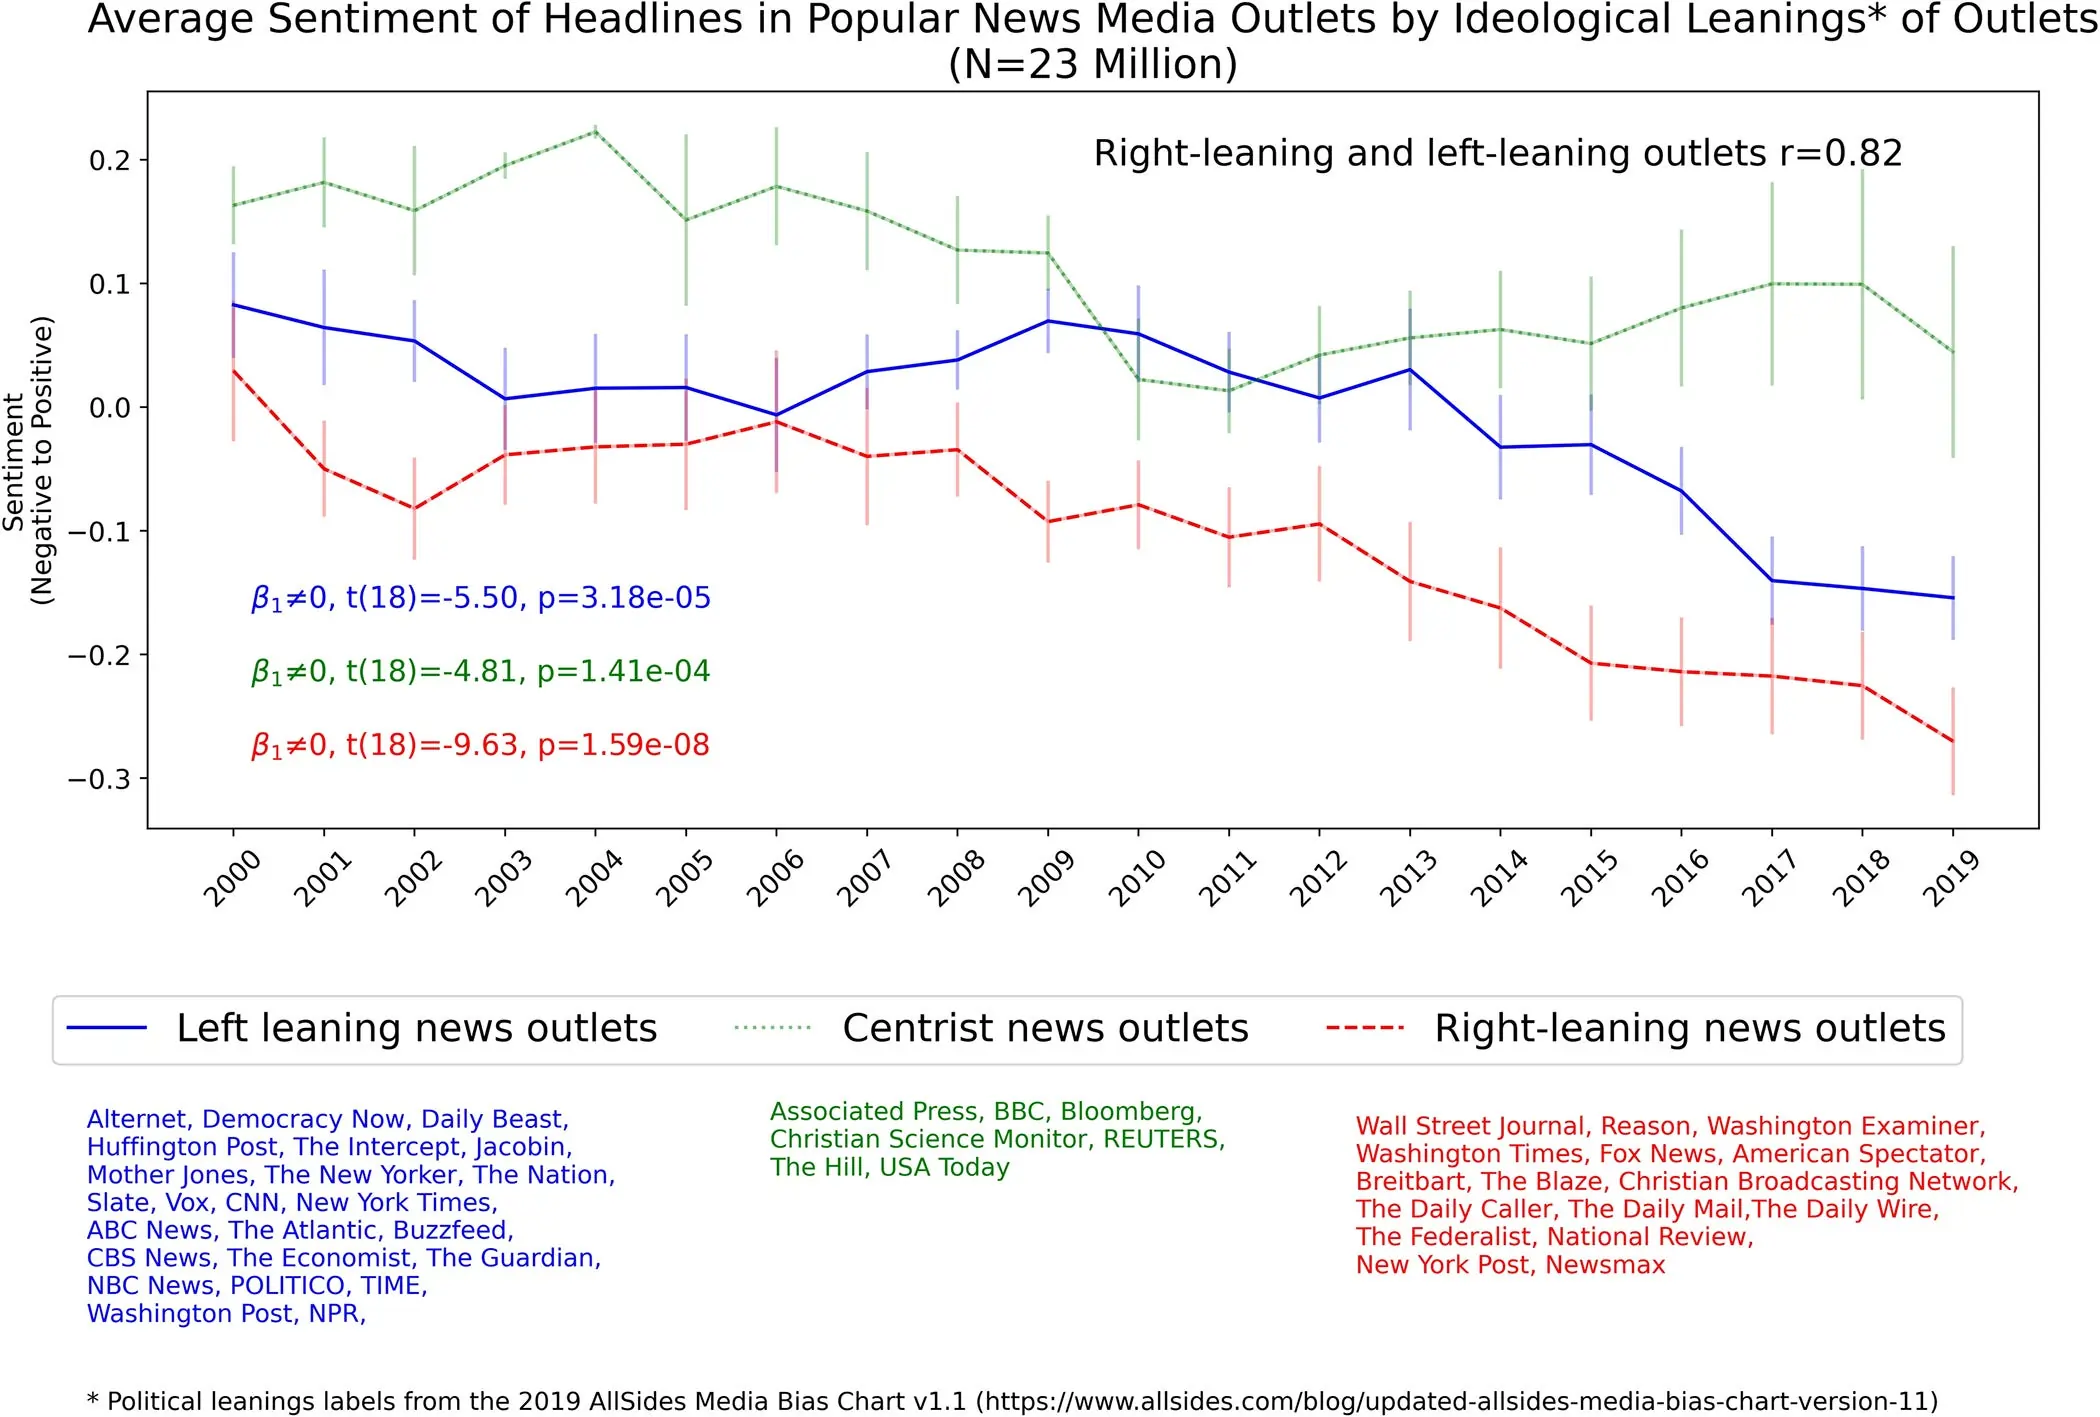 Average Sentiment of Headlines in Popular News Media Outlets by Ideological Leanings* of Outlets
(N=23 Million)
Right-leaning and left-leaning outlets r=0.82
0.2
0.1
0.0
−0.1
−0.2
−0.3
Sentiment
(Negative to Positive)
β₁≠0, t(18)=-5.50, p=3.18e-05
β₁≠0, t(18)=-4.81, p=1.41e-04
β₁≠0, t(18)=-9.63, p=1.59e-08
2000 2001 2002 2003 2004 2005 2006 2007 2008 2009 2010 2011 2012 2013 2014 2015 2016 2017 2018 2019
Left leaning news outlets Centrist news outlets Right-leaning news outlets
Alternet, Democracy Now, Daily Beast,
Huffington Post, The Intercept, Jacobin,
Mother Jones, The New Yorker, The Nation,
Slate, Vox, CNN, New York Times,
ABC News, The Atlantic, Buzzfeed,
CBS News, The Economist, The Guardian,
NBC News, POLITICO, TIME,
Washington Post, NPR,
Associated Press, BBC, Bloomberg,
Christian Science Monitor, REUTERS,
The Hill, USA Today
Wall Street Journal, Reason, Washington Examiner,
Washington Times, Fox News, American Spectator,
Breitbart, The Blaze, Christian Broadcasting Network,
The Daily Caller, The Daily Mail,The Daily Wire,
The Federalist, National Review,
New York Post, Newsmax
* Political leanings labels from the 2019 AllSides Media Bias Chart v1.1 (https://www.allsides.com/blog/updated-allsides-media-bias-chart-version-11)